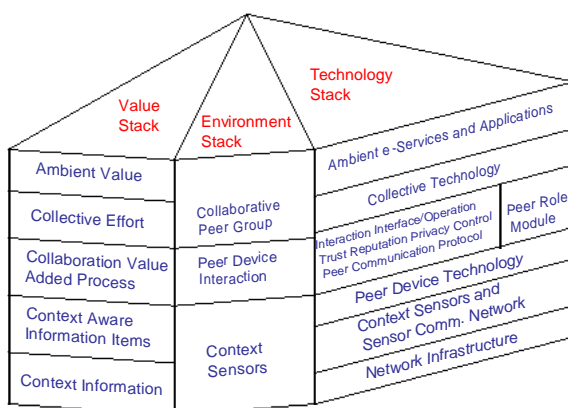 Value
Stack
Environment
Stack
Technology
Stack
Ambient Value
Collective Effort
Collaboration Value
Added Process
Context Aware
Information Items
Context Information
Collaborative
Peer Group
Peer Device
Interaction
Context
Sensors
Ambient e-Services and Applications
Collective Technology
Interaction Interface/Operation
Trust Reputation Privacy Control
Peer Communication Protocol
Peer Role
Module
Peer Device Technology
Context Sensors and
Sensor Comm. Network
Network Infrastructure